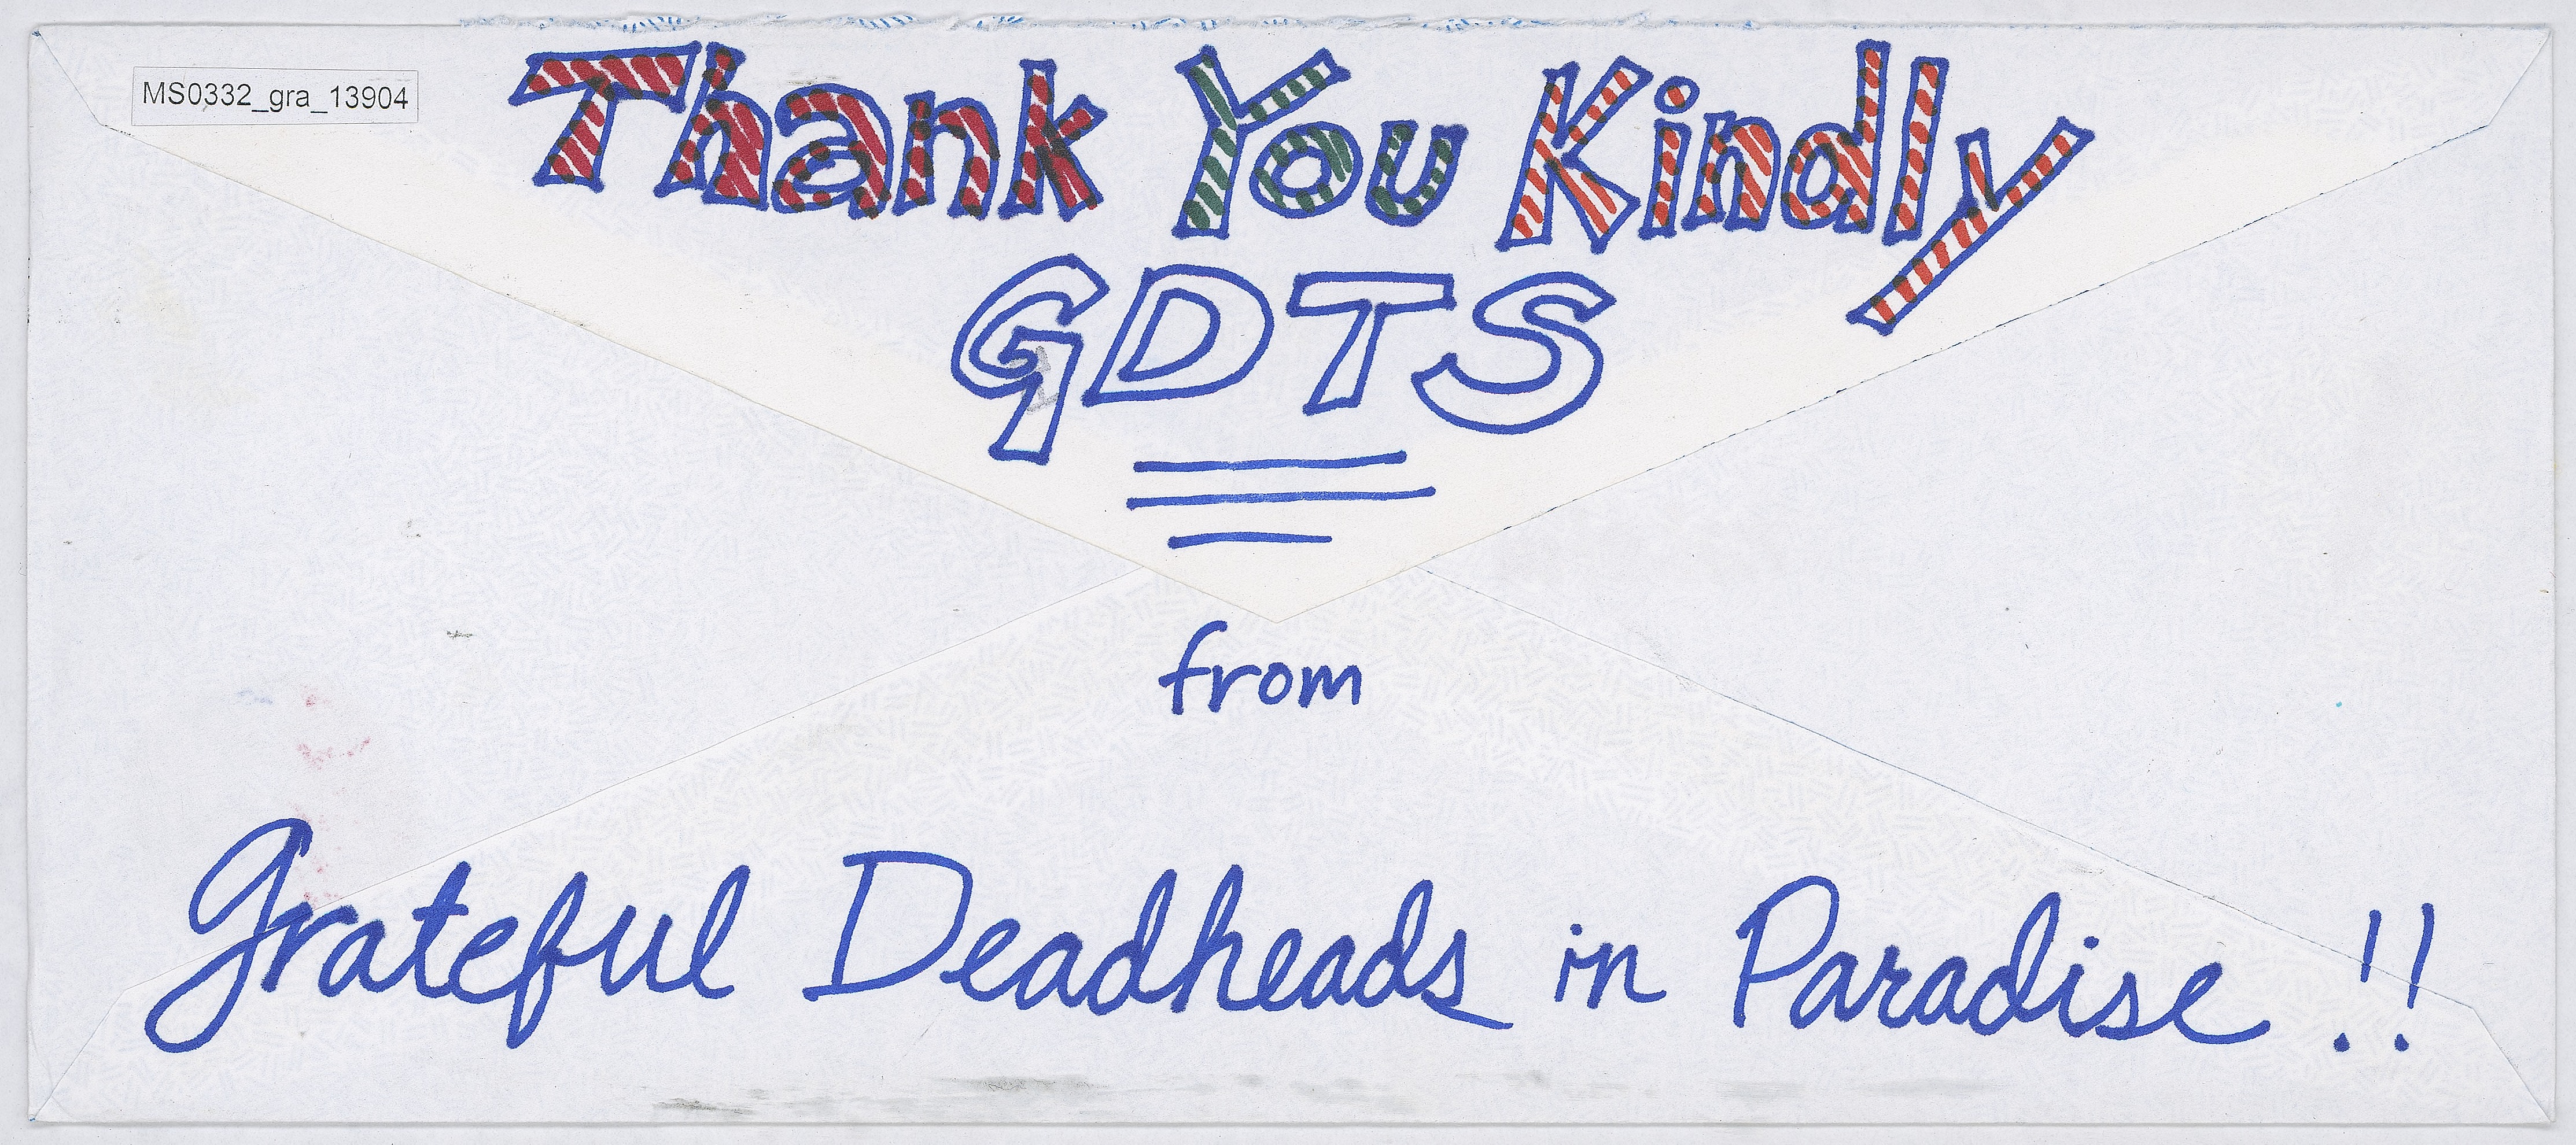 MS0332_gra_13904
Thank You Kindly
GDTS
from
Grateful Deadheads in Paradise !!